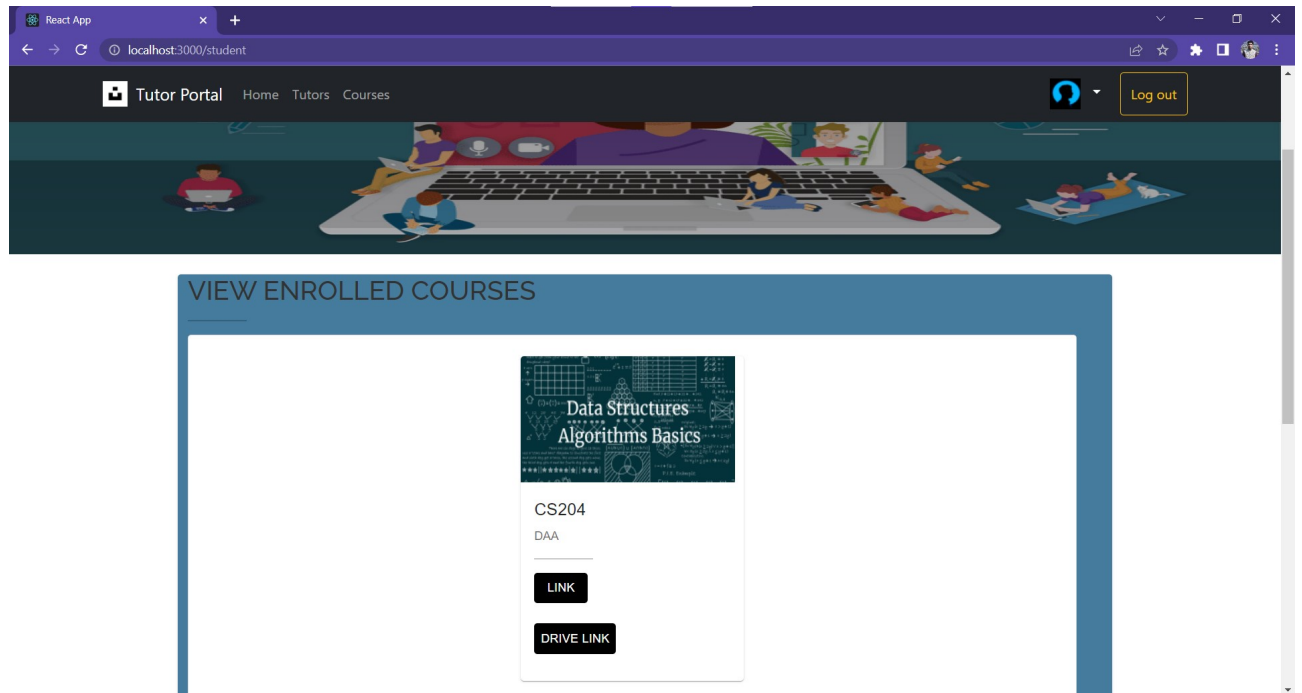 React App
localhost:3000/student
Tutor Portal Home Tutors Courses Log out
VIEW ENROLLED COURSES
Data Structures
Algorithms Basics
CS204
DAA
LINK
DRIVE LINK